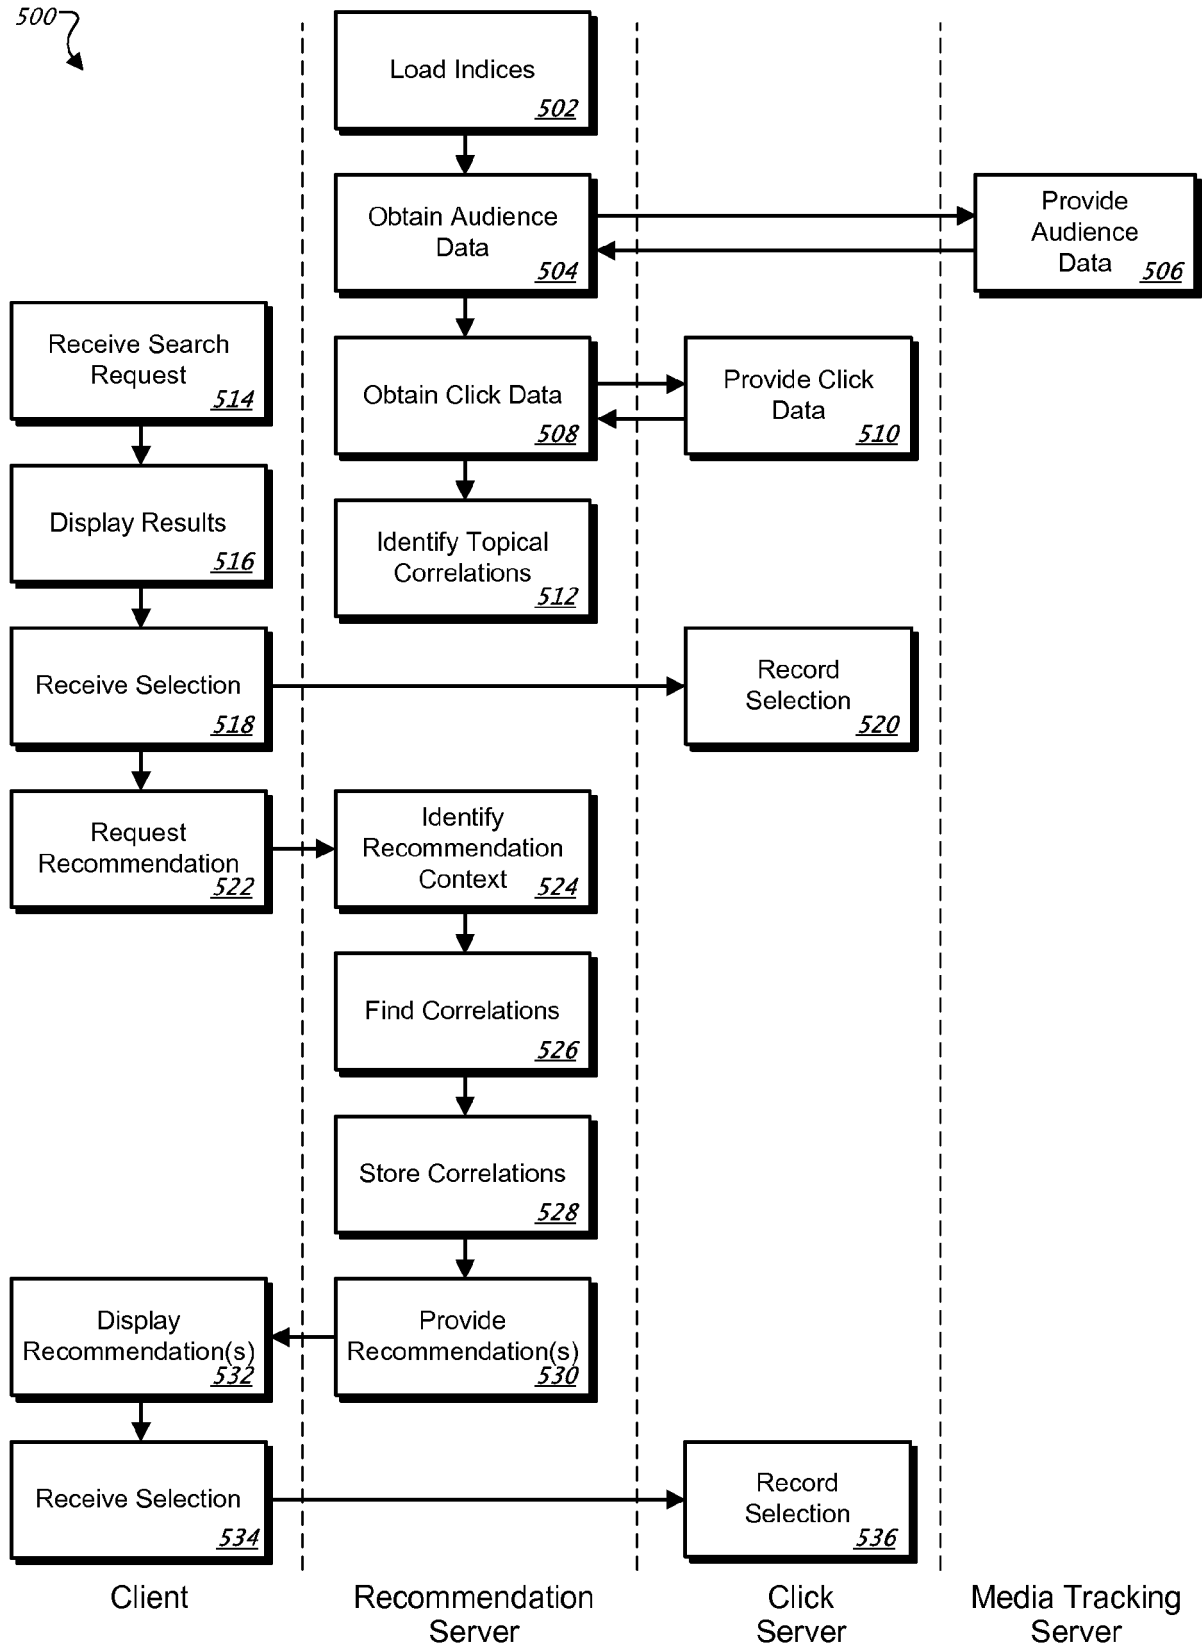 500
Load Indices
502
Obtain Audience
Data
504
Provide
Audience
Data
506
Receive Search
Request
514
Obtain Click Data
508
Provide Click
Data
510
Display Results
516
Identify Topical
Correlations
512
Receive Selection
518
Record
Selection
520
Request
Recommendation
522
Identify
Recommendation
Context
524
Find Correlations
526
Store Correlations
528
Display
Recommendation(s)
532
Provide
Recommendation(s)
530
Receive Selection
534
Record
Selection
536
Client
Recommendation
Server
Click
Server
Media Tracking
Server